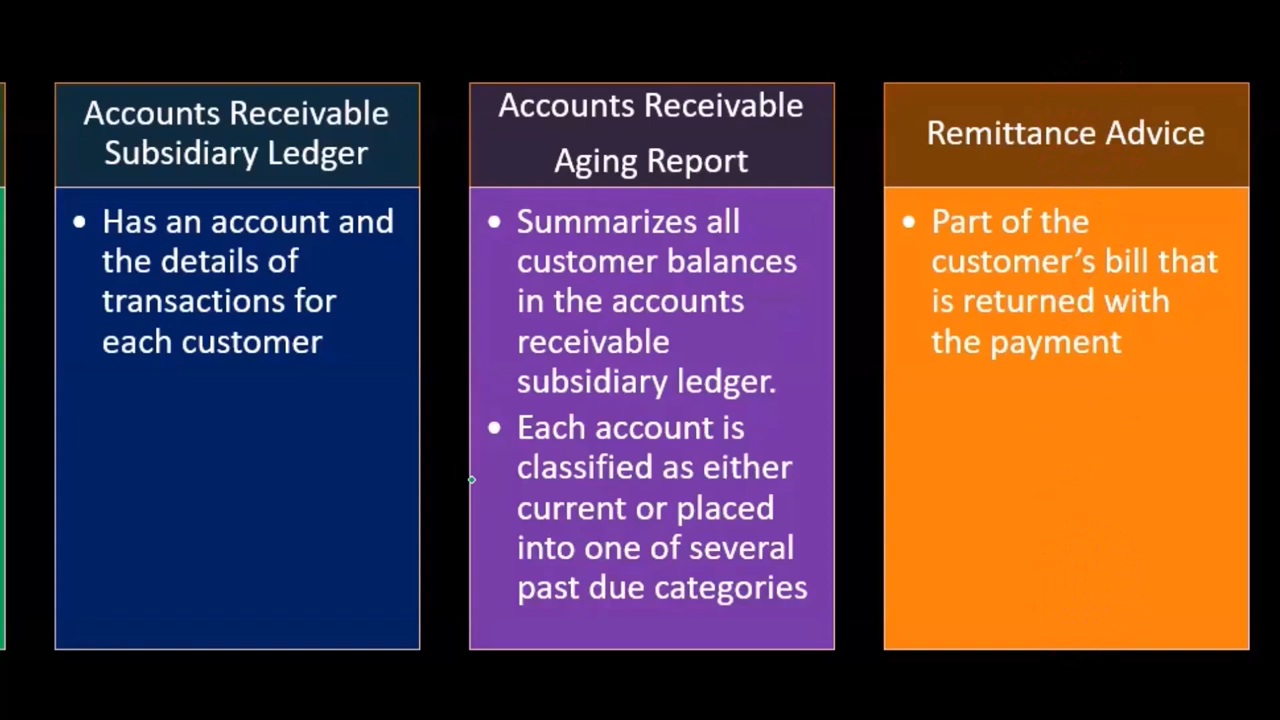 Accounts Receivable
Subsidiary Ledger
• Has an account and
the details of
transactions for
each customer
Accounts Receivable
Aging Report
• Summarizes all
customer balances
in the accounts
receivable
subsidiary ledger.
• Each account is
classified as either
current or placed
into one of several
past due categories
Remittance Advice
• Part of the
customer’s bill that
is returned with
the payment